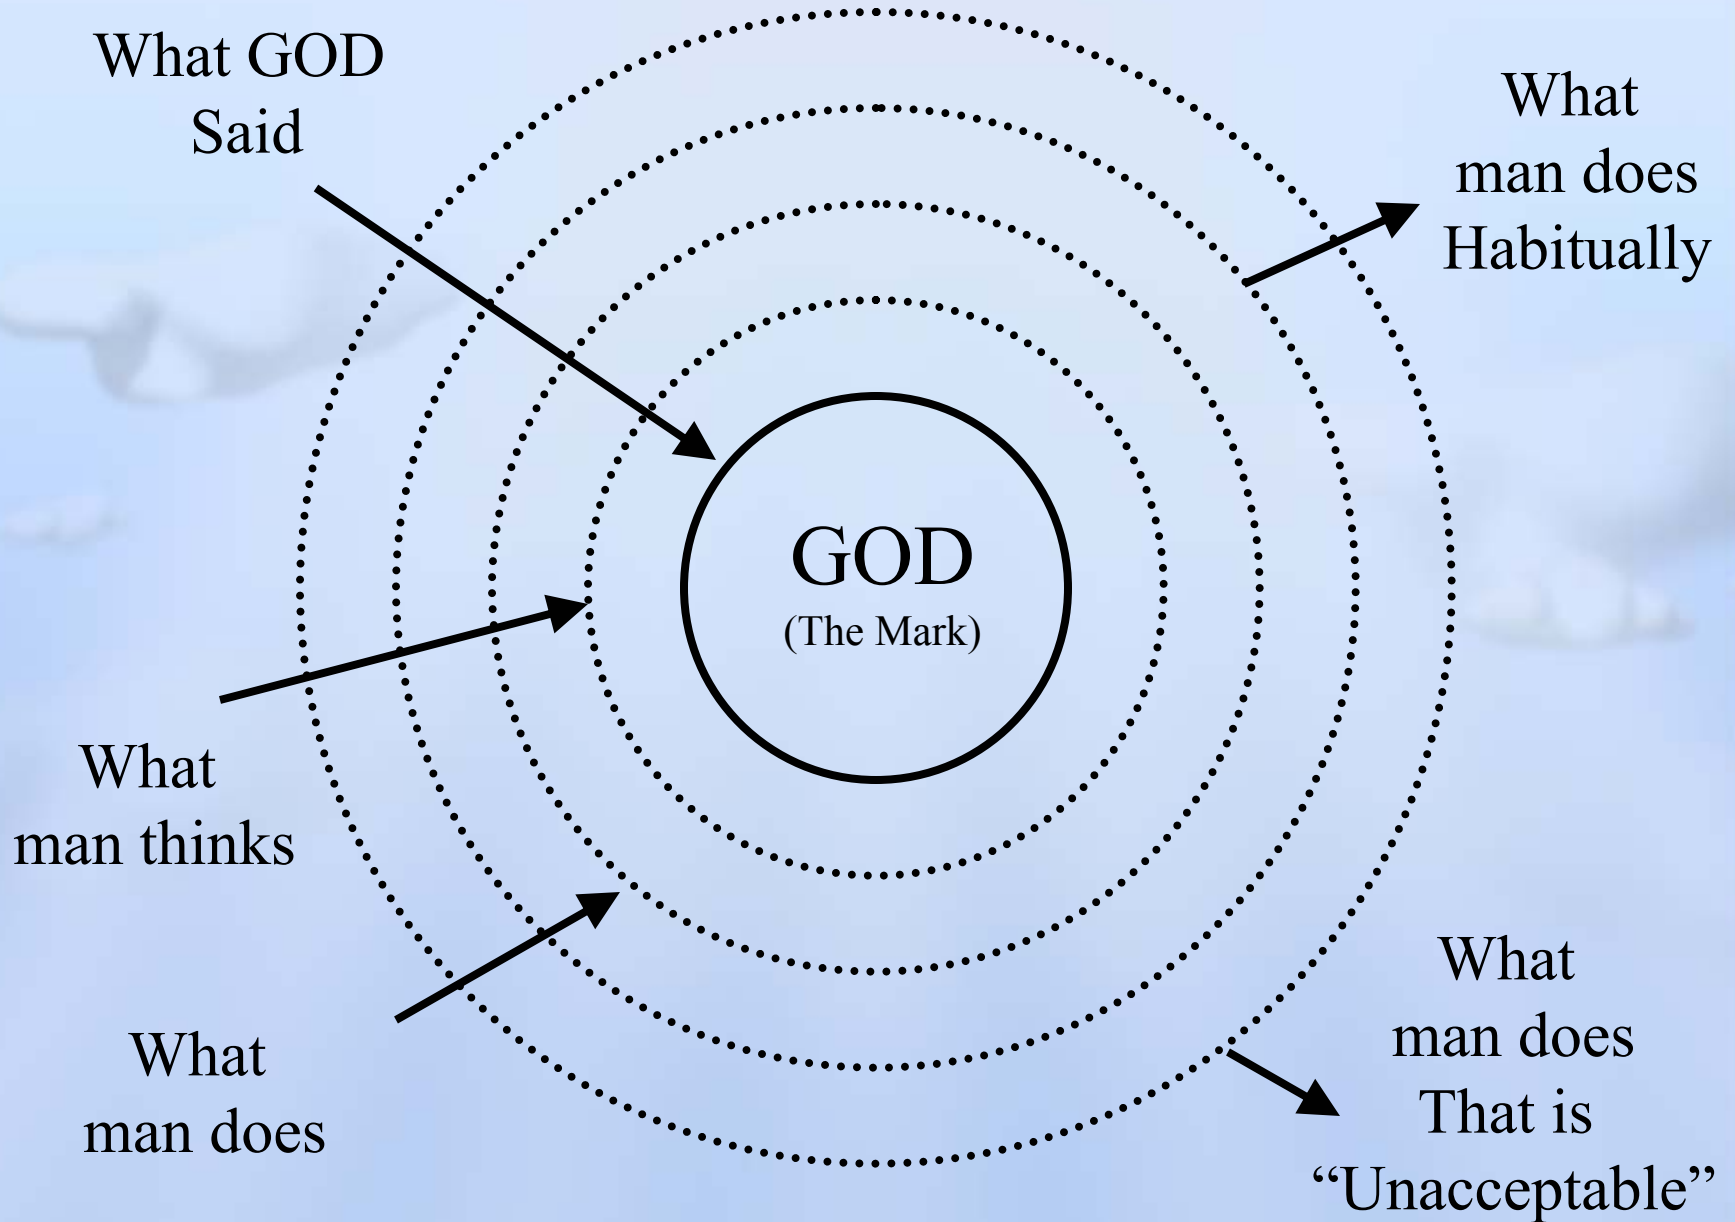 What GOD
Said
What
man does
Habitually
GOD
(The Mark)
What
man thinks
What
man does
What
man does
That is
“Unacceptable”